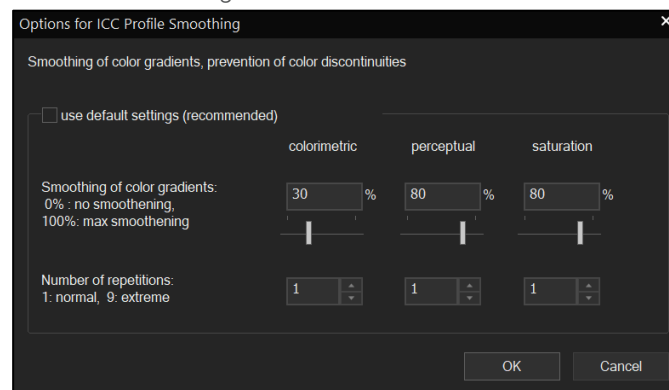 Options for ICC Profile Smoothing
Smoothing of color gradients, prevention of color discontinuities
use default settings (recommended)
colorimetric perceptual saturation
Smoothing of color gradients:
0% : no smoothening,
100%: max smoothening
30 % 80 % 80 %
Number of repetitions:
1: normal, 9: extreme
1 1 1
OK Cancel